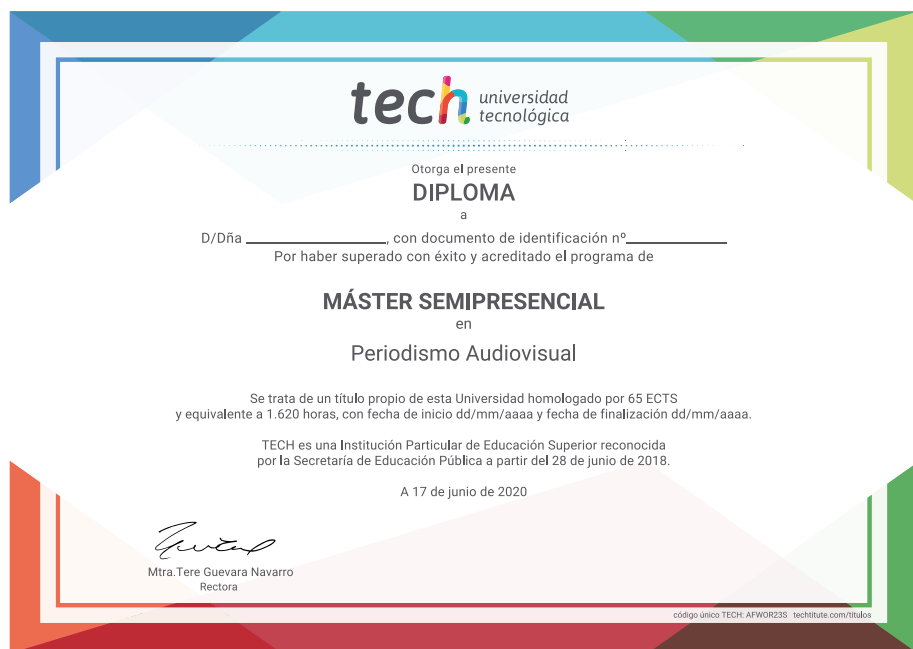 tech universidad
tecnológica
Otorga el presente
DIPLOMA
a
D/Dña ____________________, con documento de identificación nº______________
Por haber superado con éxito y acreditado el programa de
MÁSTER SEMIPRESENCIAL
en
Periodismo Audiovisual
Se trata de un título propio de esta Universidad homologado por 65 ECTS
y equivalente a 1.620 horas, con fecha de inicio dd/mm/aaaa y fecha de finalización dd/mm/aaaa.
TECH es una Institución Particular de Educación Superior reconocida
por la Secretaría de Educación Pública a partir del 28 de junio de 2018.
A 17 de junio de 2020
Mtra.Tere Guevara Navarro
Rectora
código único TECH: AFWOR23S techtitute.com/titulos